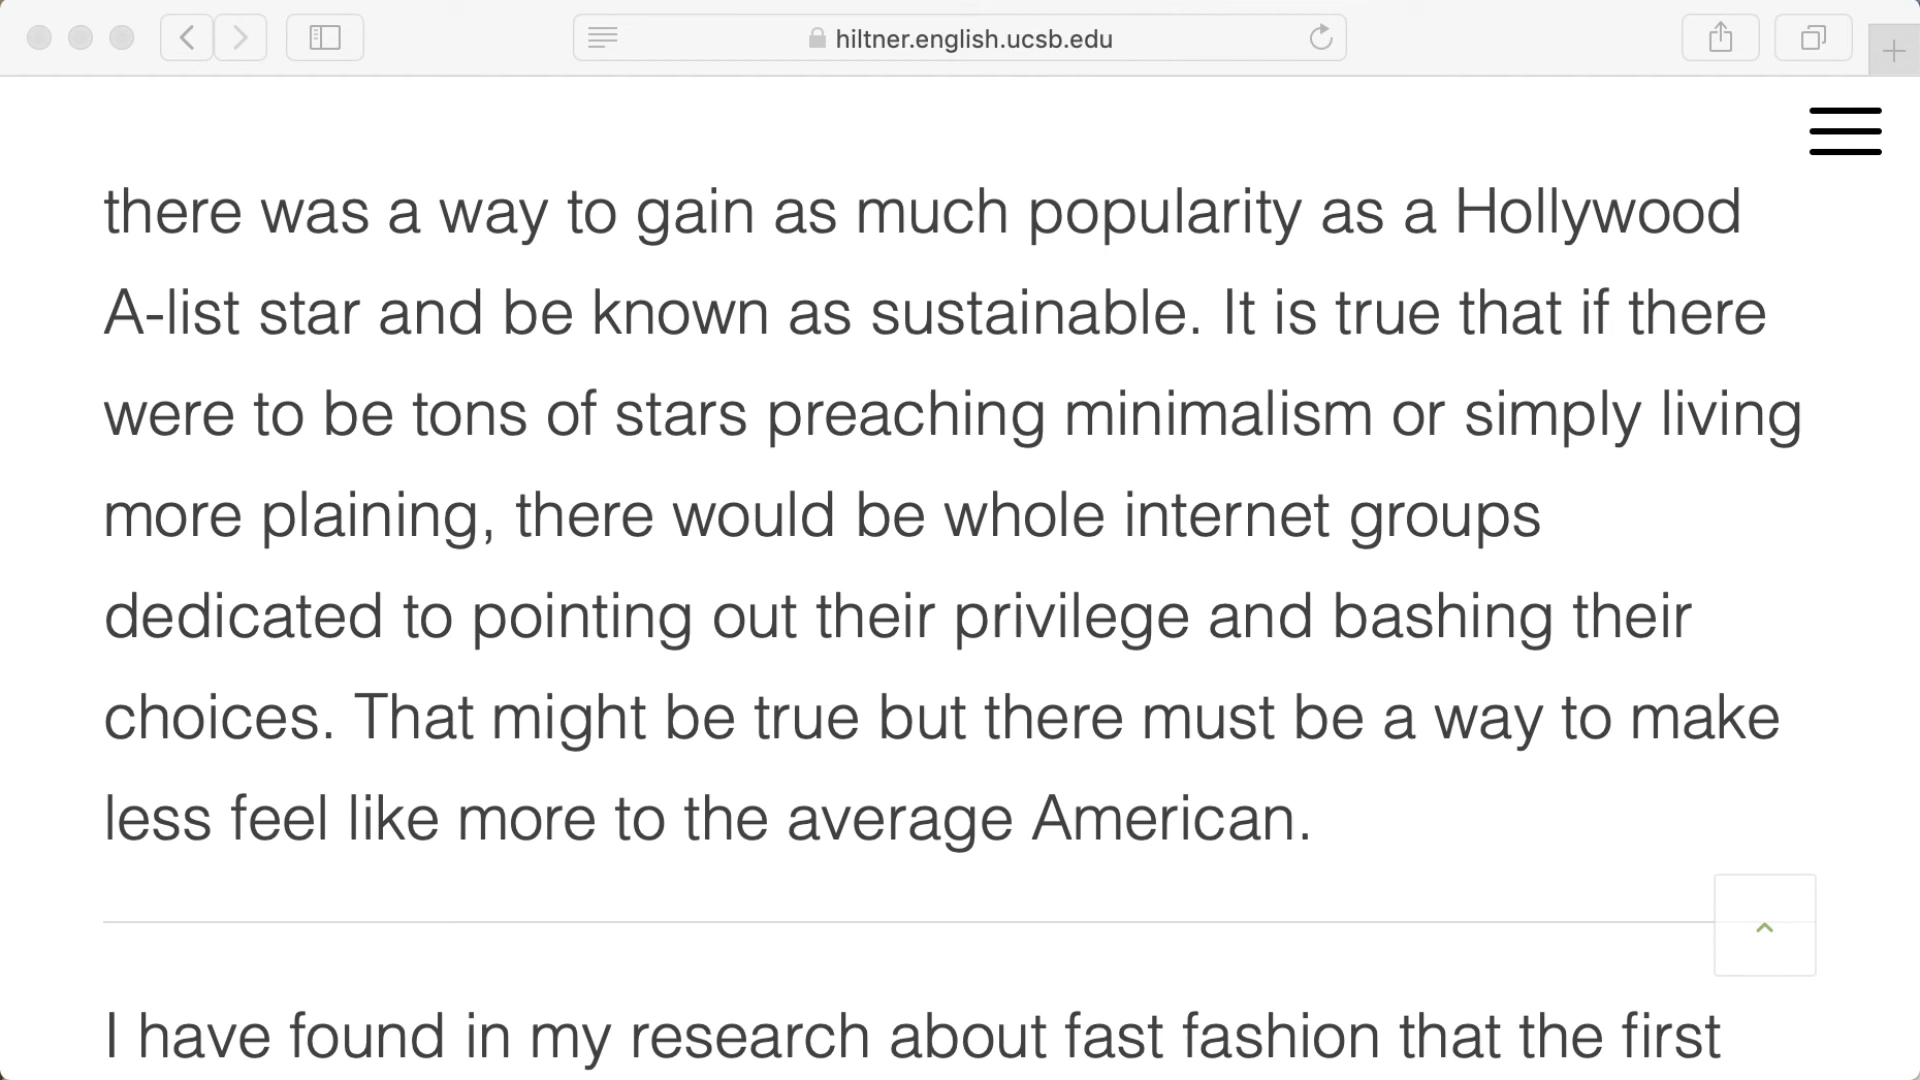 hiltner.english.ucsb.edu
there was a way to gain as much popularity as a Hollywood
A-list star and be known as sustainable. It is true that if there
were to be tons of stars preaching minimalism or simply living
more plaining, there would be whole internet groups
dedicated to pointing out their privilege and bashing their
choices. That might be true but there must be a way to make
less feel like more to the average American.
I have found in my research about fast fashion that the first